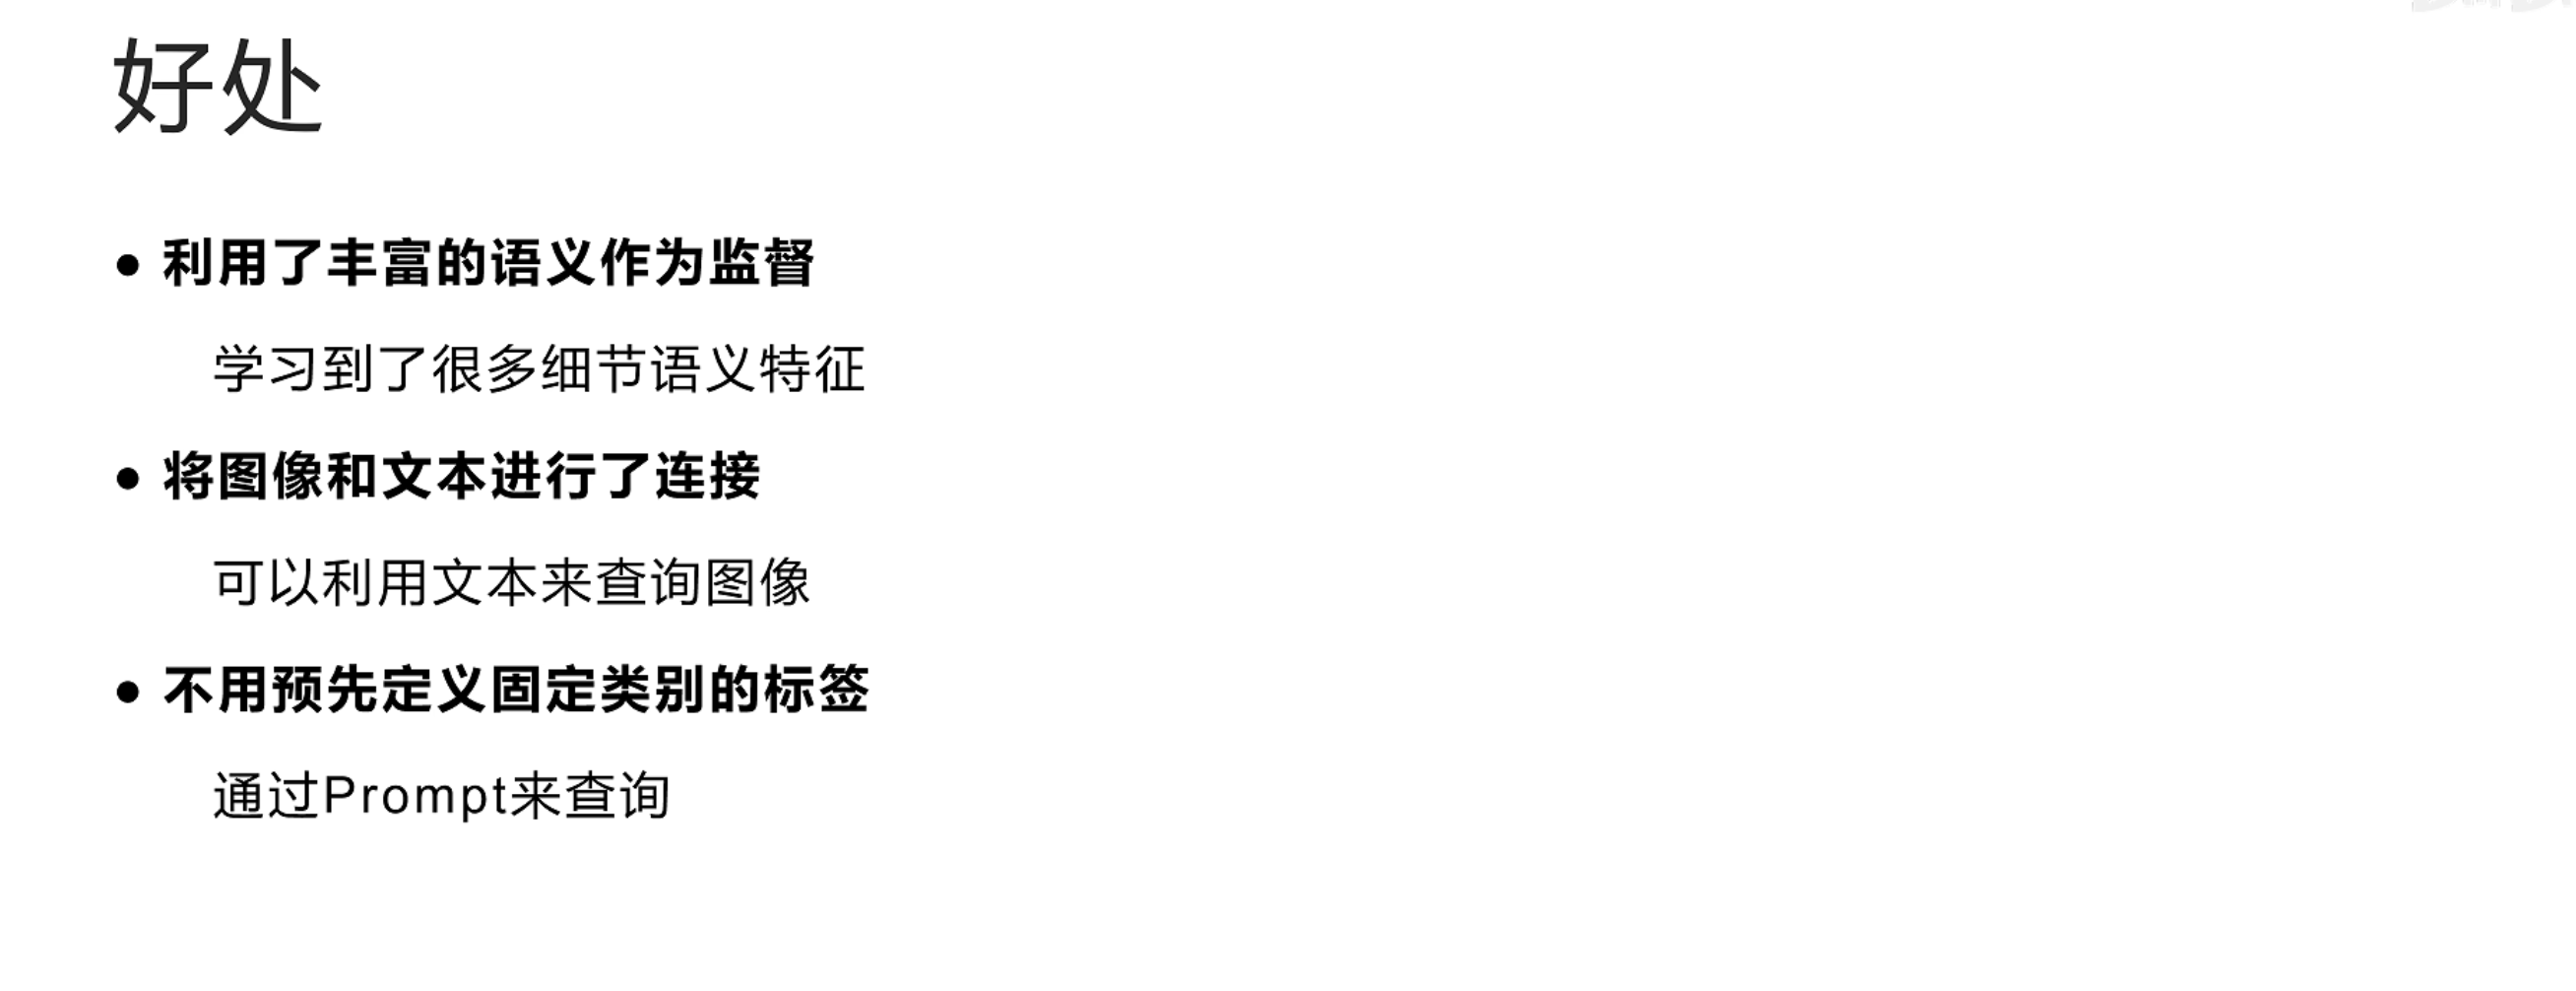 好处
• 利用了丰富的语义作为监督
学习到了很多细节语义特征
• 将图像和文本进行了连接
可以利用文本来查询图像
• 不用预先定义固定类别的标签
通过Prompt来查询